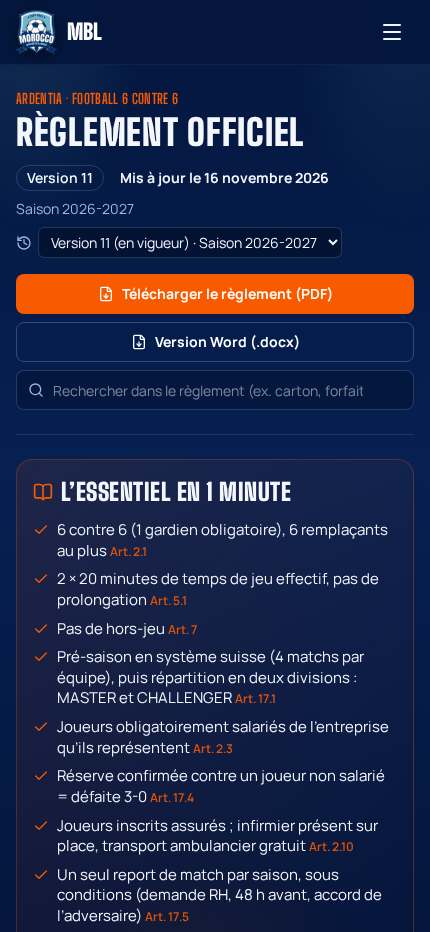 MOROCCO
MBL
ARDENTIA · FOOTBALL 6 CONTRE 6
RÈGLEMENT OFFICIEL
Version 11
Mis à jour le 16 novembre 2026
Saison 2026-2027
Version 11 (en vigueur) · Saison 2026-2027
Télécharger le règlement (PDF)
Version Word (.docx)
Rechercher dans le règlement (ex. carton, forfait
L’ESSENTIEL EN 1 MINUTE
6 contre 6 (1 gardien obligatoire), 6 remplaçants
au plus Art. 2.1
2 × 20 minutes de temps de jeu effectif, pas de
prolongation Art. 5.1
Pas de hors-jeu Art. 7
Pré-saison en système suisse (4 matchs par
équipe), puis répartition en deux divisions :
MASTER et CHALLENGER Art. 17.1
Joueurs obligatoirement salariés de l’entreprise
qu’ils représentent Art. 2.3
Réserve confirmée contre un joueur non salarié
= défaite 3-0 Art. 17.4
Joueurs inscrits assurés ; infirmier présent sur
place, transport ambulancier gratuit Art. 2.10
Un seul report de match par saison, sous
conditions (demande RH, 48 h avant, accord de
l’adversaire) Art. 17.5